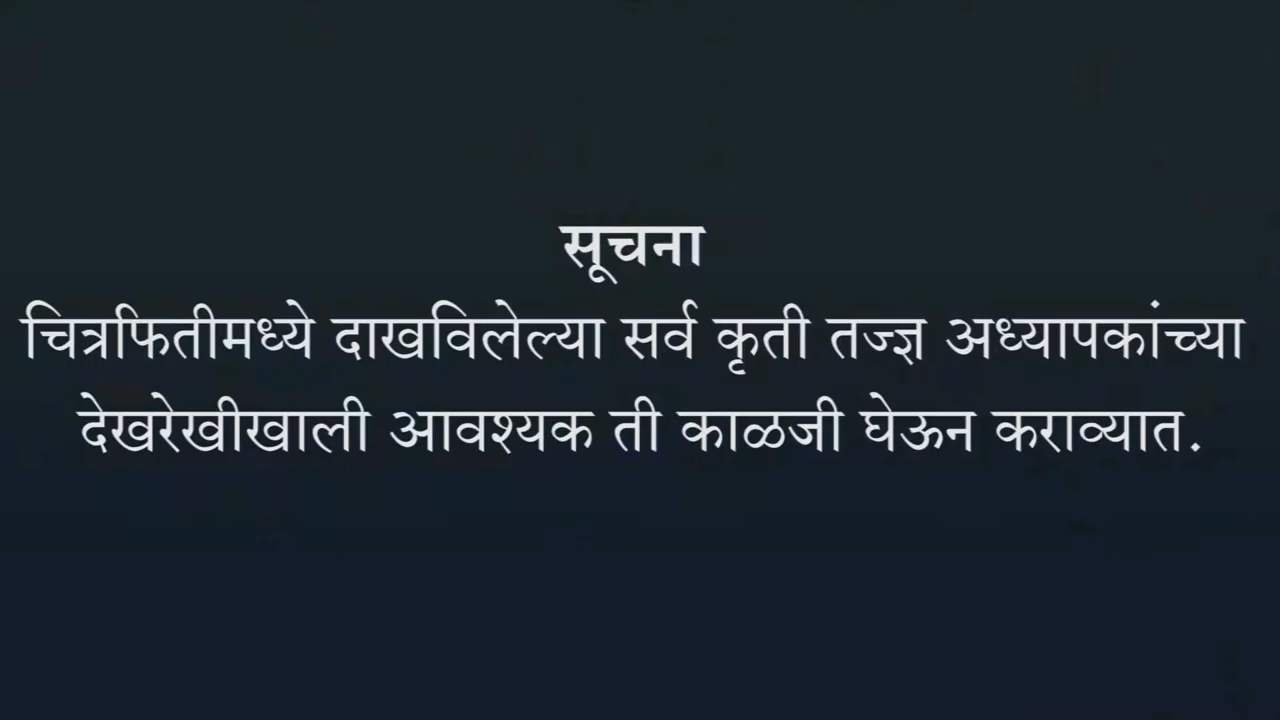 सूचना
चित्रफितीमध्ये दाखविलेल्या सर्व कृती तज्ज्ञ अध्यापकांच्या
देखरेखीखाली आवश्यक ती काळजी घेऊन कराव्यात.